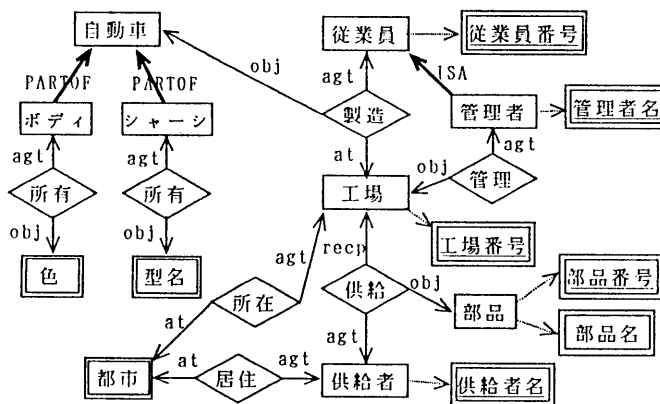 自動車
従業員
従業員番号
PARTOF
PARTOF
obj
agt
ISA
ボディ
シャーシ
製造
管理者
管理者名
agt
agt
at
agt
所有
所有
obj
管理
工場
obj
obj
agt
recp
工場番号
色
型名
所在
供給
obj
部品番号
部品
at
agt
部品名
都市
at
居住
agt
供給者
供給者名